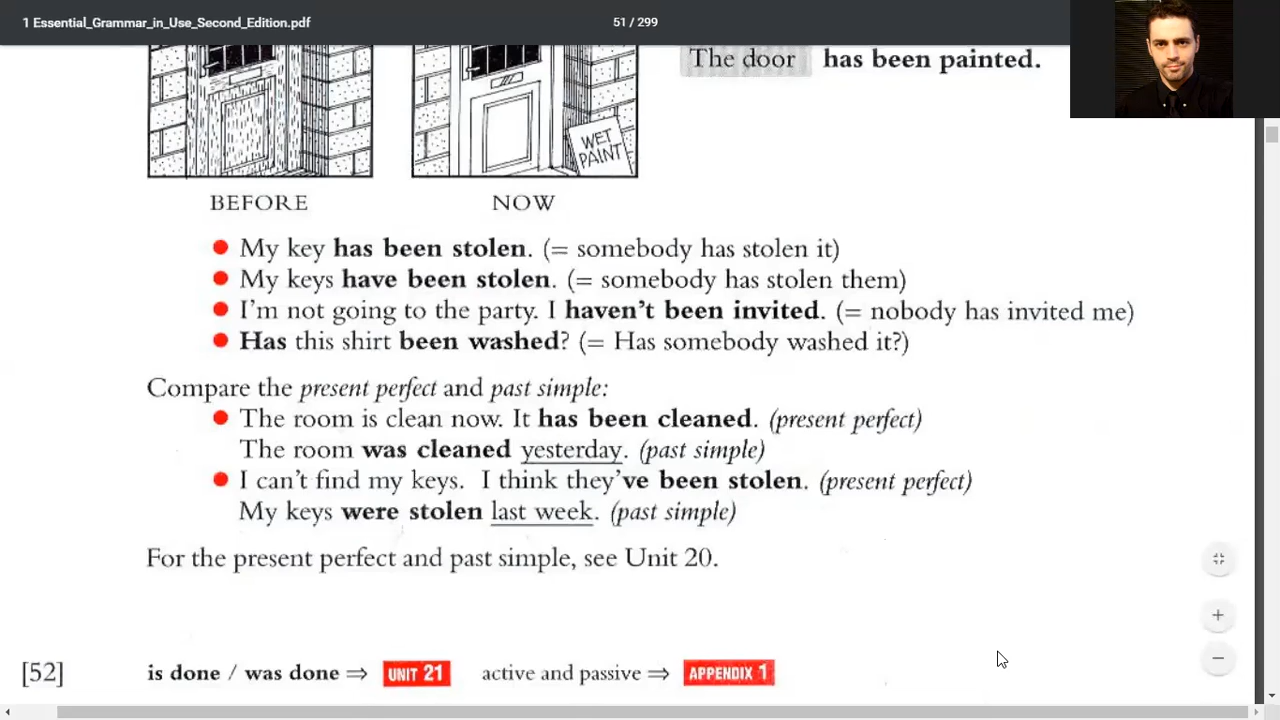 1 Essential_Grammar_in_Use_Second_Edition.pdf
51 / 299
The door has been painted.
WET
PAINT
BEFORE NOW
● My key has been stolen. (= somebody has stolen it)
● My keys have been stolen. (= somebody has stolen them)
● I'm not going to the party. I haven't been invited. (= nobody has invited me)
● Has this shirt been washed? (= Has somebody washed it?)
Compare the present perfect and past simple:
● The room is clean now. It has been cleaned. (present perfect)
The room was cleaned yesterday. (past simple)
● I can't find my keys. I think they've been stolen. (present perfect)
My keys were stolen last week. (past simple)
For the present perfect and past simple, see Unit 20.
[52] is done / was done ⇒ UNIT 21 active and passive ⇒ APPENDIX 1